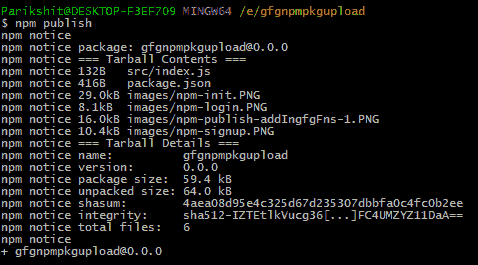 Parikshit@DESKTOP-F3EF7O9 MINGW64 /e/gfgnpmpkgupload
$ npm publish
npm notice
npm notice package: gfgnpmpkgupload@0.0.0
npm notice === Tarball Contents ===
npm notice 132B   src/index.js
npm notice 416B   package.json
npm notice 29.0kB images/npm-init.PNG
npm notice 8.1kB  images/npm-login.PNG
npm notice 16.0kB images/npm-publish-addIngfgFns-1.PNG
npm notice 10.4kB images/npm-signup.PNG
npm notice === Tarball Details ===
npm notice name:          gfgnpmpkgupload
npm notice version:       0.0.0
npm notice package size:  59.4 kB
npm notice unpacked size: 64.0 kB
npm notice shasum:        4aea08d95e4c325d67d235307dbbfa0c4fc0b2ee
npm notice integrity:     sha512-IZTEtlkVucg36[...]FC4UMZYZ11DaA==
npm notice total files:   6
npm notice
+ gfgnpmpkgupload@0.0.0